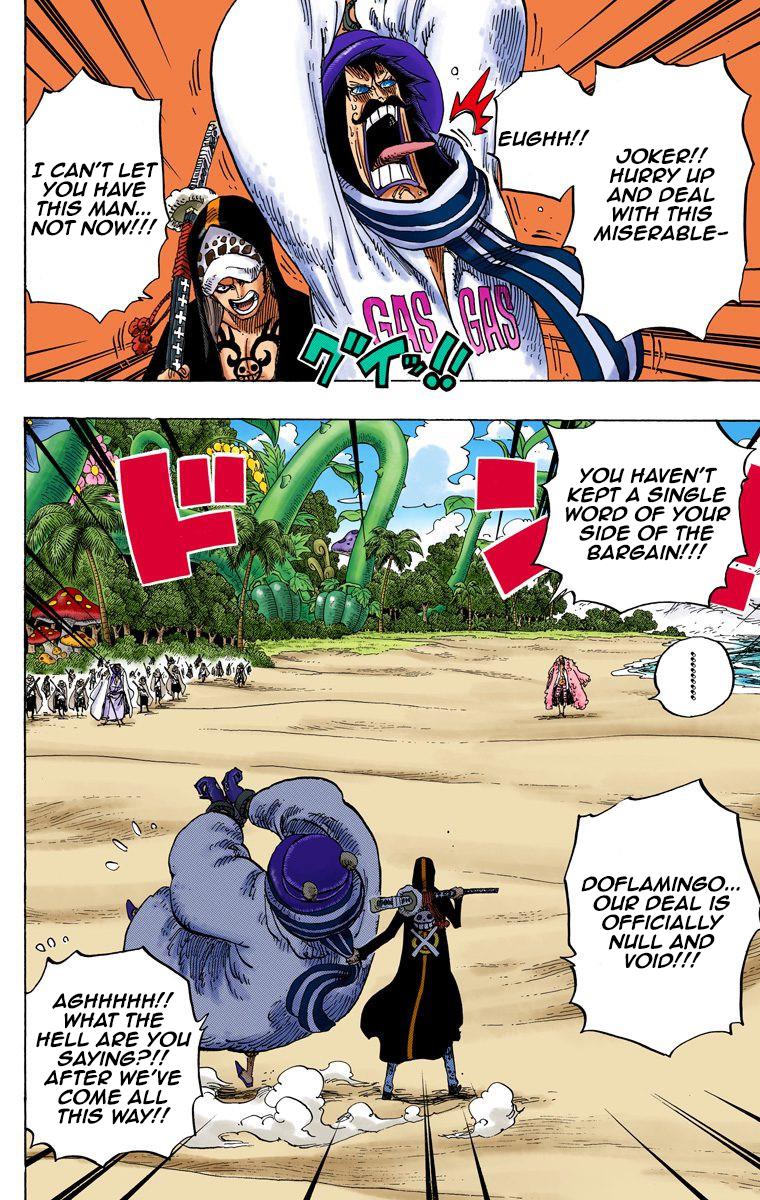 JOKER!!
HURRY UP
AND DEAL
WITH THIS
MISERABLE-
EUGHH!!
I CAN'T LET
YOU HAVE
THIS MAN...
NOT NOW!!!
GAS GAS
グイッ!!
YOU HAVEN'T
KEPT A SINGLE
WORD OF YOUR
SIDE OF THE
BARGAIN!!!
ドン!
.........
DOFLAMINGO...
OUR DEAL IS
OFFICIALLY
NULL AND
VOID!!!
AGHHHHH!!
WHAT THE
HELL ARE YOU
SAYING?!!
AFTER WE'VE
COME ALL
THIS WAY!!